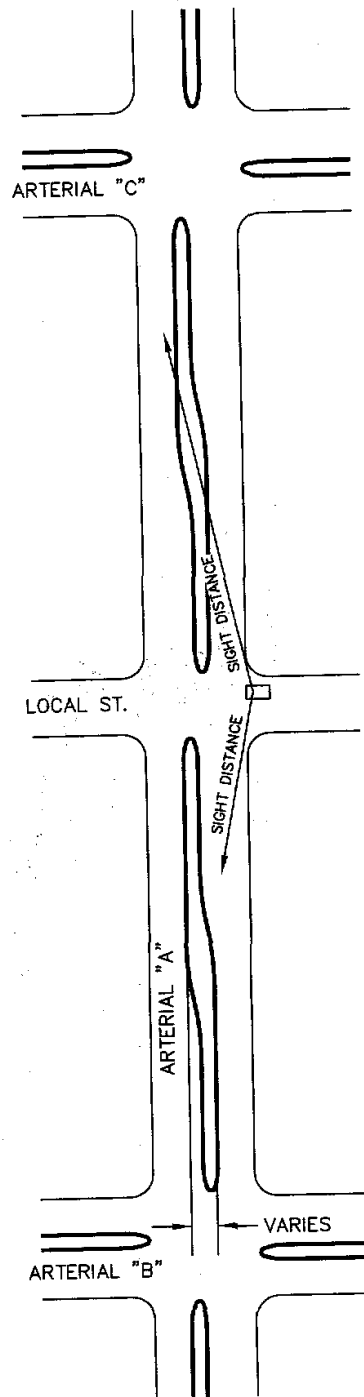 ARTERIAL "C"
SIGHT DISTANCE
LOCAL ST.
SIGHT DISTANCE
ARTERIAL "A"
VARIES
ARTERIAL "B"